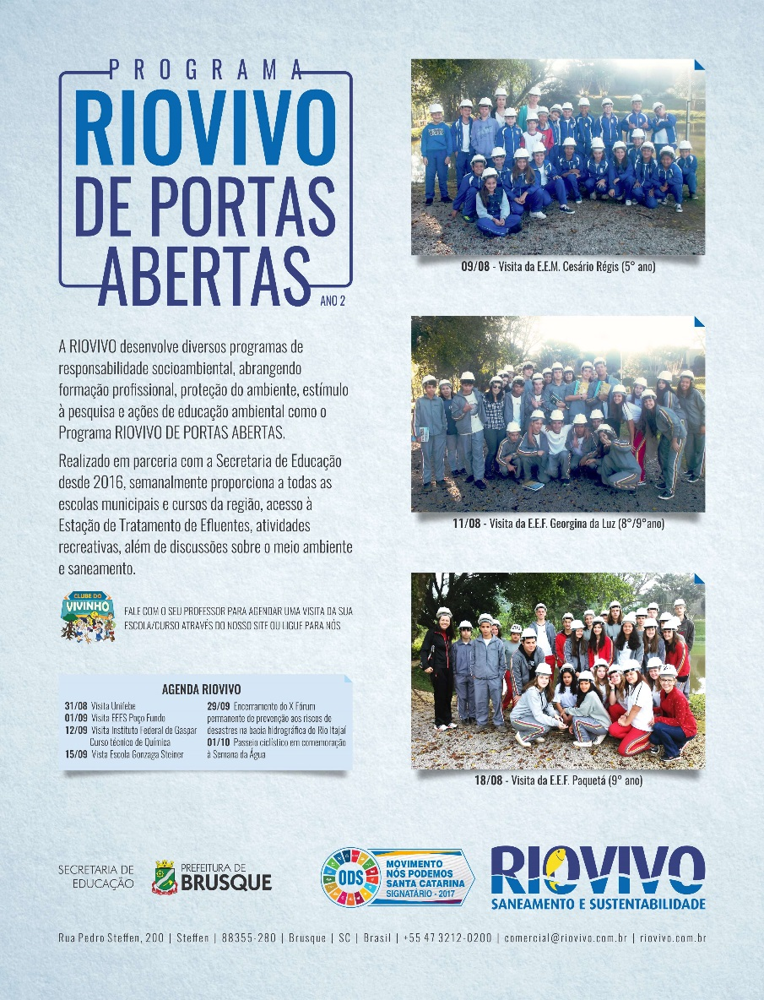 PROGRAMA
RIOVIVO
DE PORTAS
ABERTAS
ANO 2
A RIOVIVO desenvolve diversos programas de
responsabilidade socioambiental, abrangendo
formação profissional, proteção do ambiente, estímulo
à pesquisa e ações de educação ambiental como o
Programa RIOVIVO DE PORTAS ABERTAS.
Realizado em parceria com a Secretaria de Educação
desde 2016, semanalmente proporciona a todas as
escolas municipais e cursos da região, acesso à
Estação de Tratamento de Efluentes, atividades
recreativas, além de discussões sobre o meio ambiente
e saneamento.
CLUBE DO
VIVINHO
FALE COM O SEU PROFESSOR PARA AGENDAR UMA VISITA DA SUA
ESCOLA/CURSO ATRAVÉS DO NOSSO SITE OU LIGUE PARA NÓS
AGENDA RIOVIVO
31/08 Visita Unifebe
01/09 Visita EEFS Poço Fundo
12/09 Visita Instituto Federal de Gaspar
Curso técnico de Química
15/09 Vista Escola Gonzaga Steiner
29/09 Encerramento do X Fórum
permanente de prevenção aos riscos de
desastres na bacia hidrográfica do Rio Itajaí
01/10 Passeio ciclístico em comemoração
à Semana da Água
09/08 - Visita da E.E.M. Cesário Régis (5° ano)
11/08 - Visita da E.E.F. Georgina da Luz (8°/9°ano)
18/08 - Visita da E.E.F. Paquetá (9° ano)
SECRETARIA DE
EDUCAÇÃO
PREFEITURA DE
BRUSQUE
ODS
MOVIMENTO
NÓS PODEMOS
SANTA CATARINA
SIGNATÁRIO - 2017
RIOVIVO
SANEAMENTO E SUSTENTABILIDADE
Rua Pedro Steffen, 200 | Steffen | 88355-280 | Brusque | SC | Brasil | +55 47 3212-0200 | comercial@riovivo.com.br | riovivo.com.br